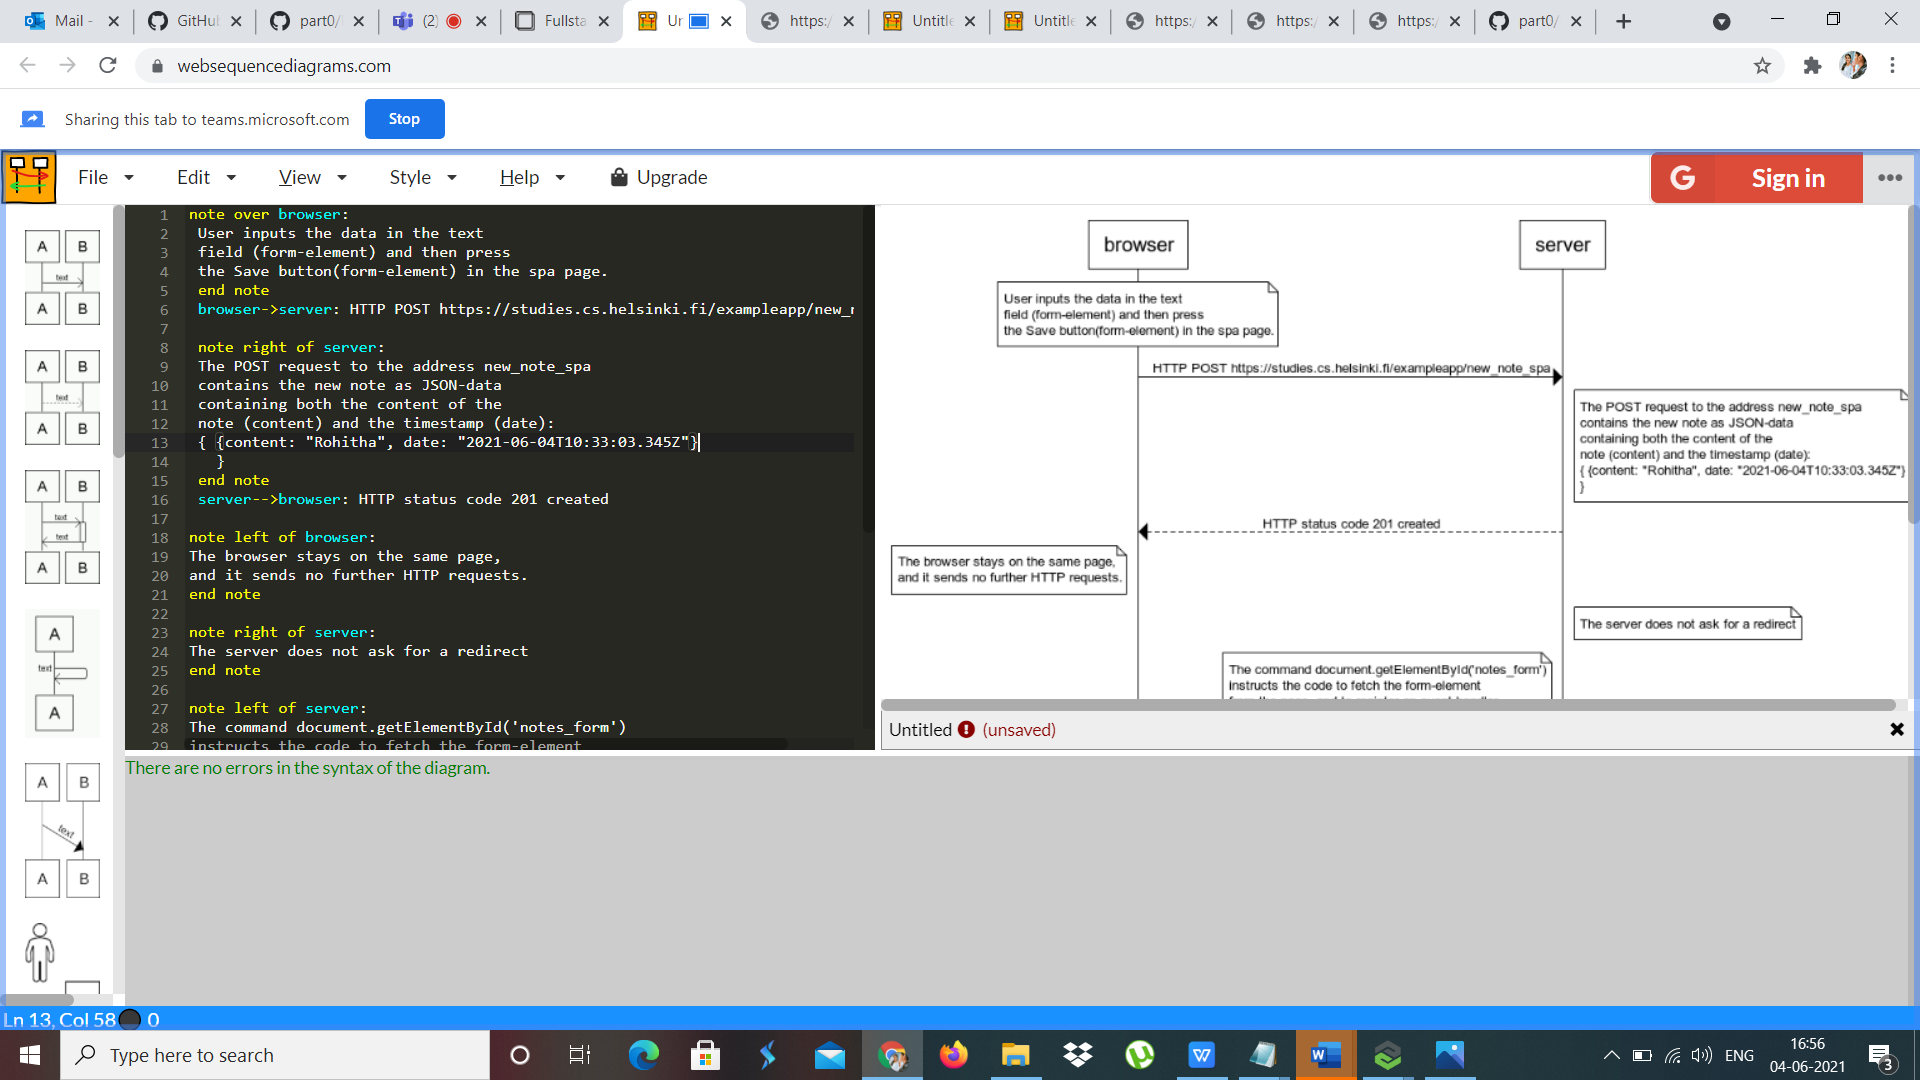 Mail -
GitHub
part0/
(2)
Fullsta
Ur
https:/
Untitle
Untitle
https:/
https:/
https:/
part0/
websequencediagrams.com
Sharing this tab to teams.microsoft.com
Stop
File
Edit
View
Style
Help
Upgrade
G Sign in
A B
text
A B
A B
text
A B
A B
text
text
A B
A
text
A
A B
text
A B
1 note over browser:
2 User inputs the data in the text
3 field (form-element) and then press
4 the Save button(form-element) in the spa page.
5 end note
6 browser->server: HTTP POST https://studies.cs.helsinki.fi/exampleapp/new_r
7
8 note right of server:
9 The POST request to the address new_note_spa
10 contains the new note as JSON-data
11 containing both the content of the
12 note (content) and the timestamp (date):
13 { {content: "Rohitha", date: "2021-06-04T10:33:03.345Z"}
14 }
15 end note
16 server-->browser: HTTP status code 201 created
17
18 note left of browser:
19 The browser stays on the same page,
20 and it sends no further HTTP requests.
21 end note
22
23 note right of server:
24 The server does not ask for a redirect
25 end note
26
27 note left of server:
28 The command document.getElementById('notes_form')
29 instructs the code to fetch the form-element
browser
server
User inputs the data in the text
field (form-element) and then press
the Save button(form-element) in the spa page.
HTTP POST https://studies.cs.helsinki.fi/exampleapp/new_note_spa
The POST request to the address new_note_spa
contains the new note as JSON-data
containing both the content of the
note (content) and the timestamp (date):
{ {content: "Rohitha", date: "2021-06-04T10:33:03.345Z"}
}
HTTP status code 201 created
The browser stays on the same page,
and it sends no further HTTP requests.
The server does not ask for a redirect
The command document.getElementById('notes_form')
instructs the code to fetch the form-element
Untitled (unsaved)
There are no errors in the syntax of the diagram.
Ln 13, Col 58 0
Type here to search
ENG
16:56
04-06-2021
3